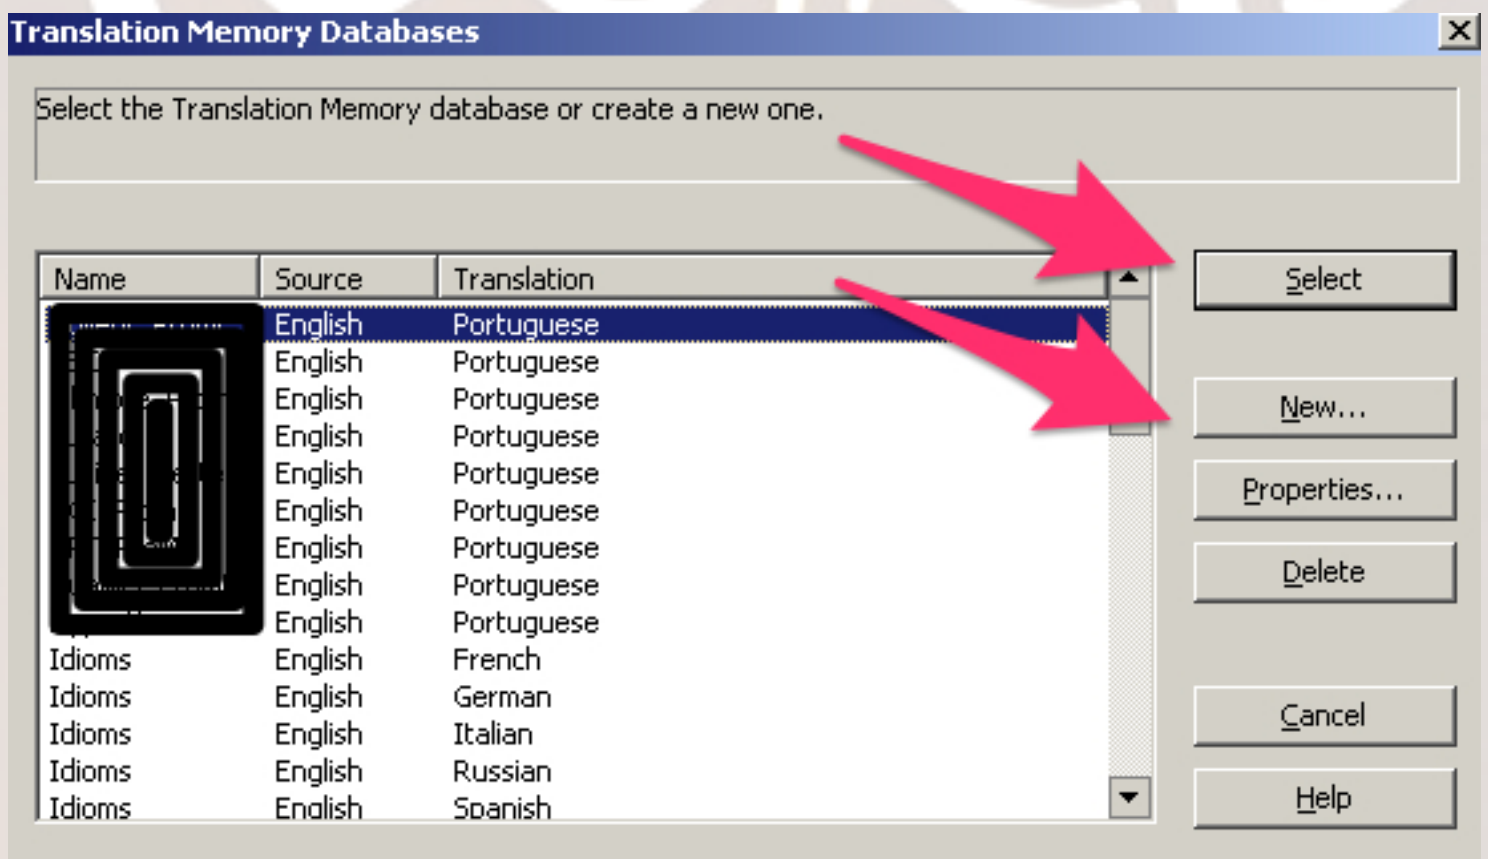 Translation Memory Databases
Select the Translation Memory database or create a new one.
Name Source Translation
English Portuguese
English Portuguese
English Portuguese
English Portuguese
English Portuguese
English Portuguese
English Portuguese
English Portuguese
English Portuguese
Idioms English French
Idioms English German
Idioms English Italian
Idioms English Russian
Idioms English Spanish
Select
New...
Properties...
Delete
Cancel
Help